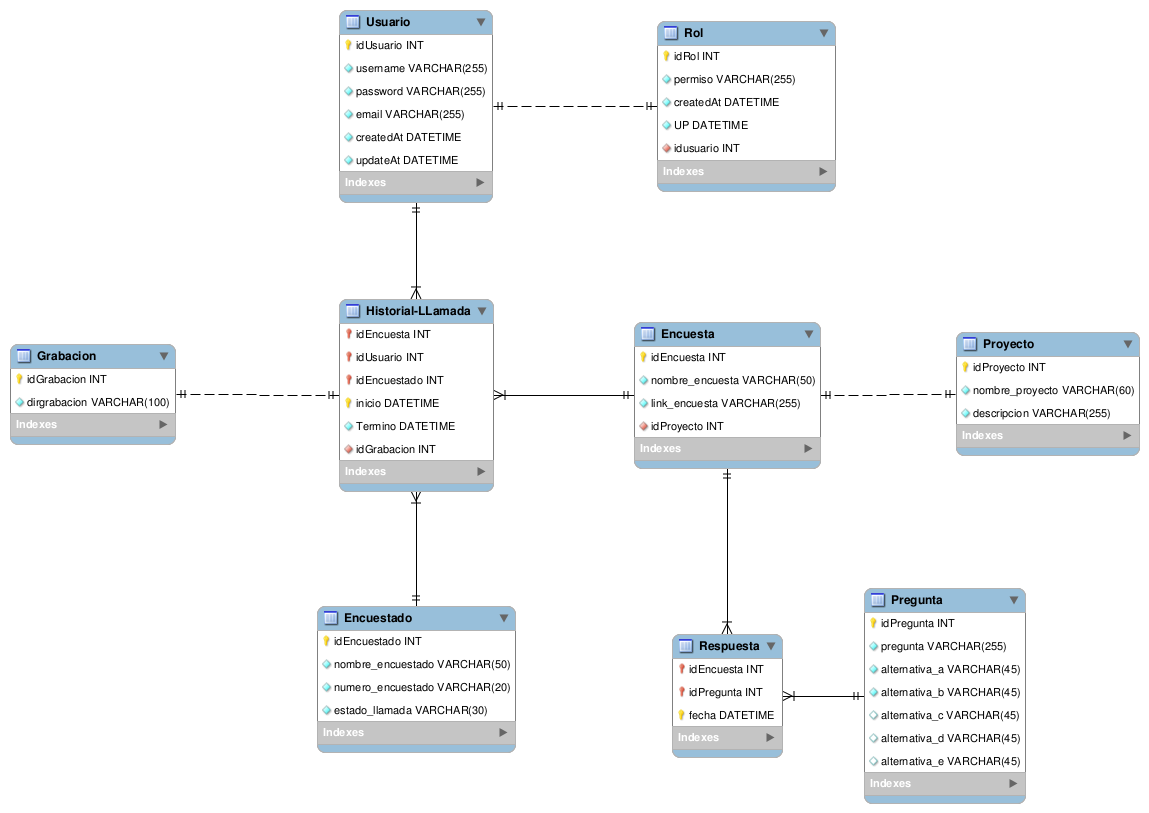 Usuario
idUsuario INT
username VARCHAR(255)
password VARCHAR(255)
email VARCHAR(255)
createdAt DATETIME
updateAt DATETIME
Indexes
Rol
idRol INT
permiso VARCHAR(255)
createdAt DATETIME
UP DATETIME
idusuario INT
Indexes
Grabacion
idGrabacion INT
dirgrabacion VARCHAR(100)
Indexes
Historial-LLamada
idEncuesta INT
idUsuario INT
idEncuestado INT
inicio DATETIME
Termino DATETIME
idGrabacion INT
Indexes
Encuesta
idEncuesta INT
nombre_encuesta VARCHAR(50)
link_encuesta VARCHAR(255)
idProyecto INT
Indexes
Proyecto
idProyecto INT
nombre_proyecto VARCHAR(60)
descripcion VARCHAR(255)
Indexes
Encuestado
idEncuestado INT
nombre_encuestado VARCHAR(50)
numero_encuestado VARCHAR(20)
estado_llamada VARCHAR(30)
Indexes
Respuesta
idEncuesta INT
idPregunta INT
fecha DATETIME
Indexes
Pregunta
idPregunta INT
pregunta VARCHAR(255)
alternativa_a VARCHAR(45)
alternativa_b VARCHAR(45)
alternativa_c VARCHAR(45)
alternativa_d VARCHAR(45)
alternativa_e VARCHAR(45)
Indexes